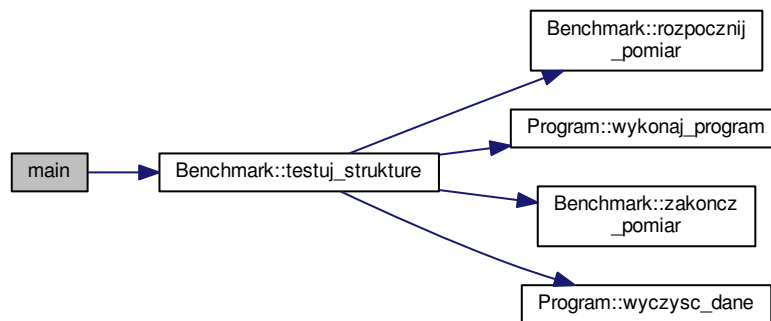 main
Benchmark::testuj_strukture
Benchmark::rozpocznij
_pomiar
Program::wykonaj_program
Benchmark::zakoncz
_pomiar
Program::wyczysc_dane